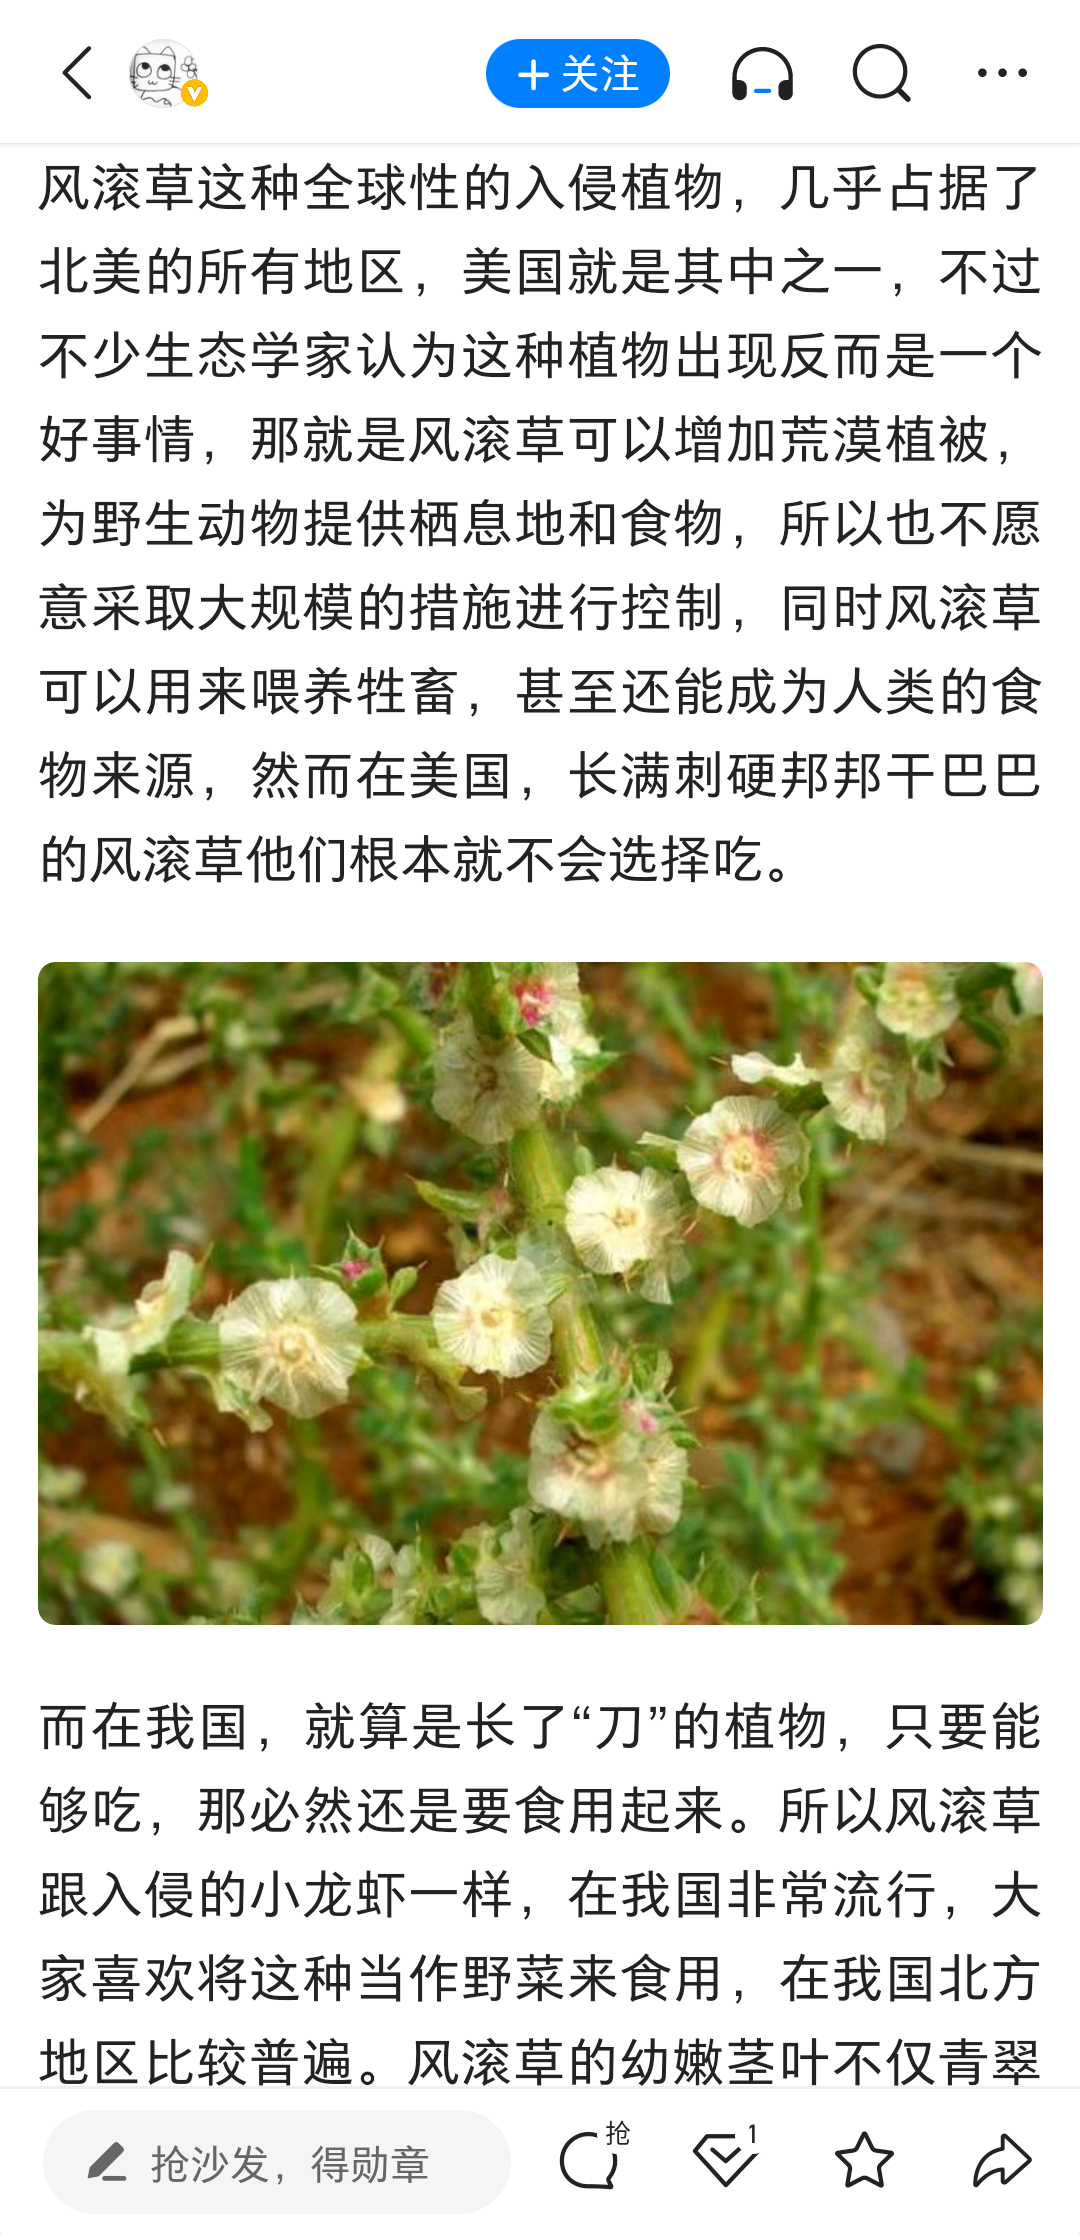 关注
风滚草这种全球性的入侵植物，几乎占据了
北美的所有地区，美国就是其中之一，不过
不少生态学家认为这种植物出现反而是一个
好事情，那就是风滚草可以增加荒漠植被，
为野生动物提供栖息地和食物，所以也不愿
意采取大规模的措施进行控制，同时风滚草
可以用来喂养牲畜，甚至还能成为人类的食
物来源，然而在美国，长满刺硬邦邦干巴巴
的风滚草他们根本就不会选择吃。
而在我国，就算是长了“刀”的植物，只要能
够吃，那必然还是要食用起来。所以风滚草
跟入侵的小龙虾一样，在我国非常流行，大
家喜欢将这种当作野菜来食用，在我国北方
地区比较普遍。风滚草的幼嫩茎叶不仅青翠
抢沙发，得勋章
抢
1